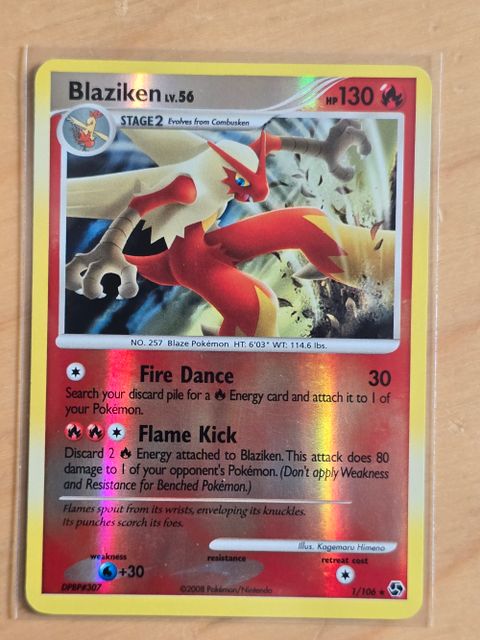 Blaziken LV.56 HP 130
STAGE 2 Evolves from Combusken
NO. 257 Blaze Pokémon HT: 6'03" WT: 114.6 lbs.
Fire Dance 30
Search your discard pile for a Energy card and attach it to 1 of
your Pokémon.
Flame Kick
Discard 2 Energy attached to Blaziken. This attack does 80
damage to 1 of your opponent's Pokémon. (Don't apply Weakness
and Resistance for Benched Pokémon.)
Flames spout from its wrists, enveloping its knuckles.
Its punches scorch its foes.
Illus. Kagemaru Himeno
weakness resistance retreat cost
+30
DPBP#307 ©2008 Pokémon/Nintendo 1/106 ★